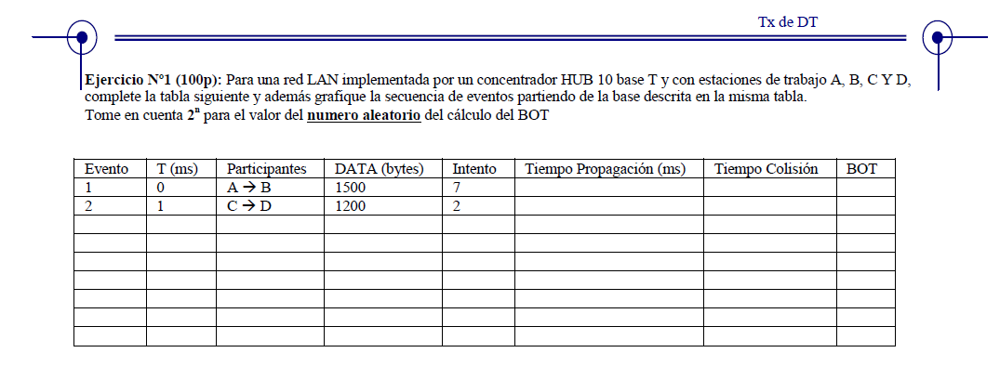 Tx de DT
Ejercicio Nº1 (100p): Para una red LAN implementada por un concentrador HUB 10 base T y con estaciones de trabajo A, B, C Y D,
complete la tabla siguiente y además grafique la secuencia de eventos partiendo de la base descrita en la misma tabla.
Tome en cuenta 2ⁿ para el valor del numero aleatorio del cálculo del BOT
Evento T (ms) Participantes DATA (bytes) Intento Tiempo Propagación (ms) Tiempo Colisión BOT
1 0 A → B 1500 7
2 1 C → D 1200 2